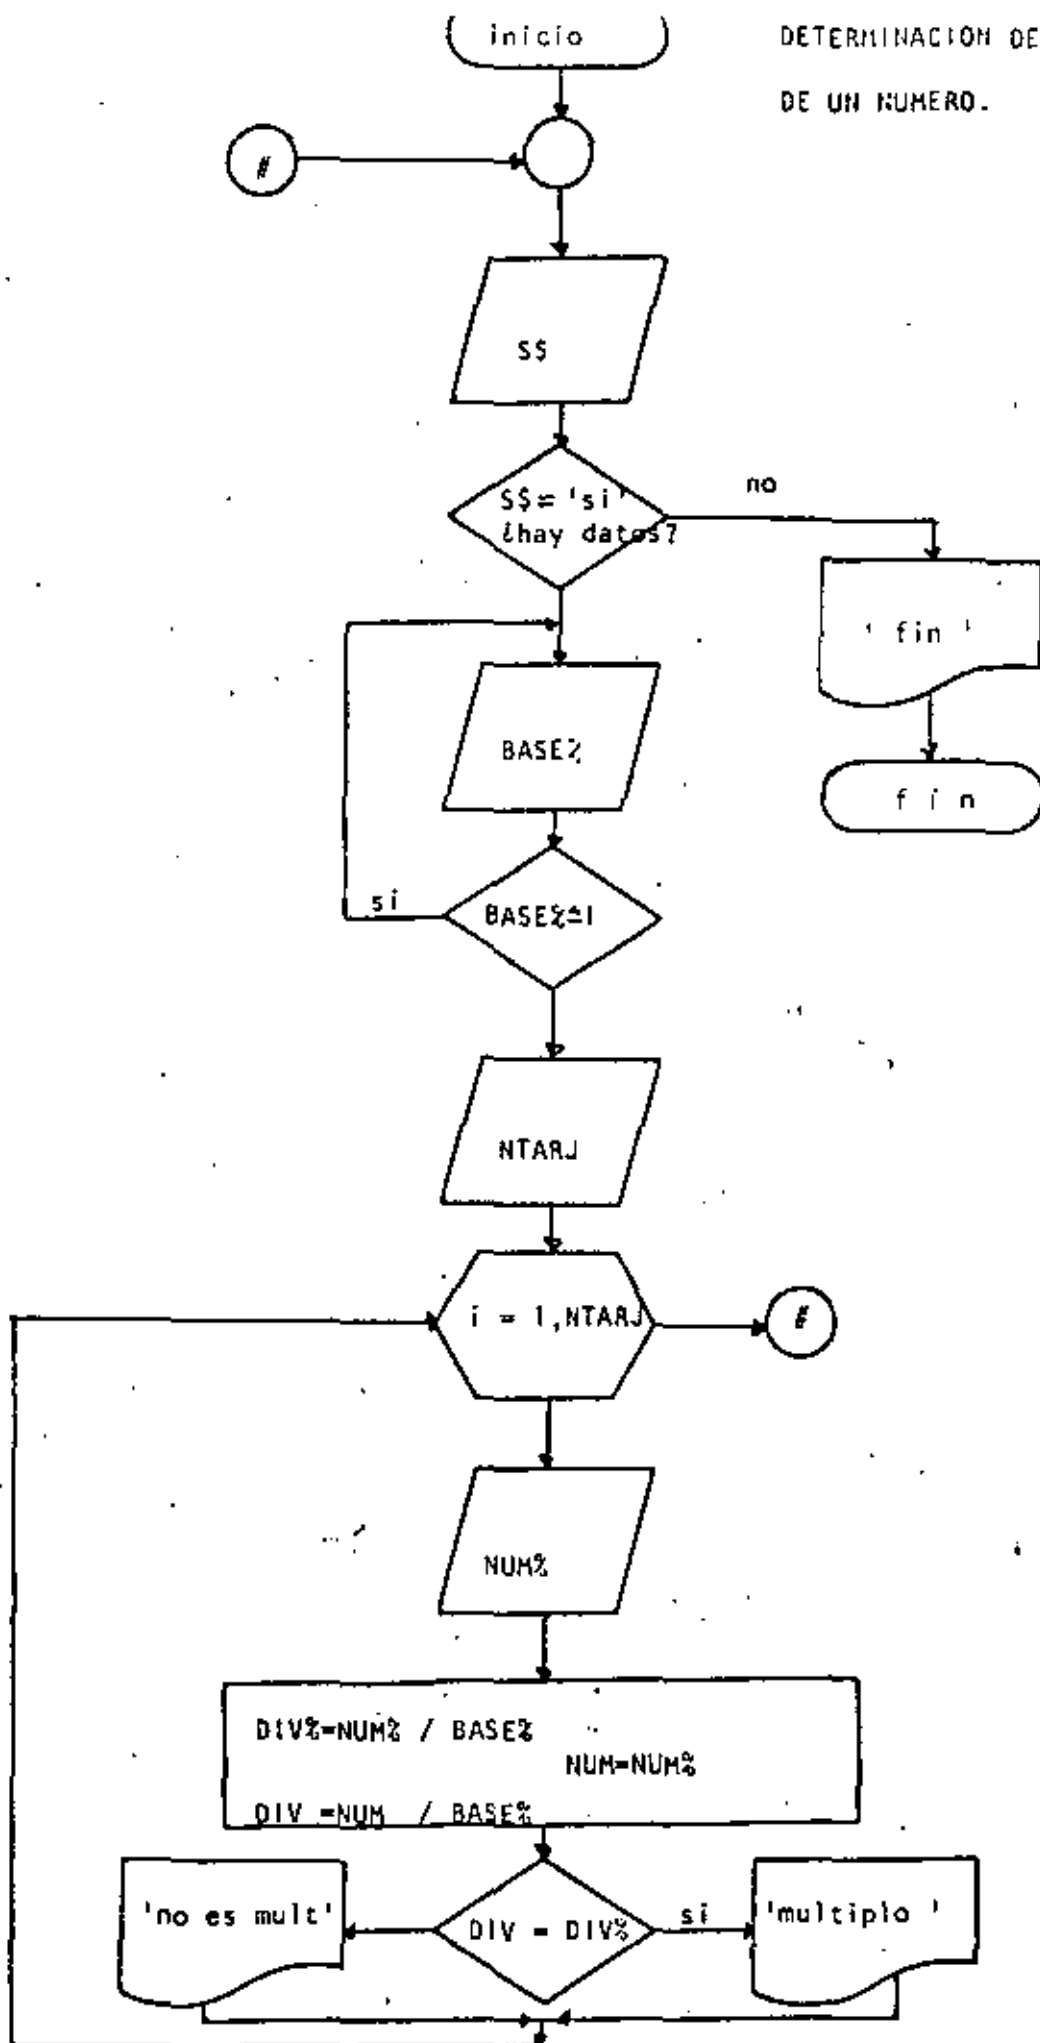 inicio
DETERMINACION DE
DE UN NUMERO.
#
S$
S$= 'si'
¿hay datos?
no
' fin '
f i n
BASE%
BASE%=1
si
NTARJ
i = 1,NTARJ
#
NUM%
DIV%=NUM% / BASE%
NUM=NUM%
DIV =NUM / BASE%
'no es mult'
DIV = DIV%
si
'multiplo '